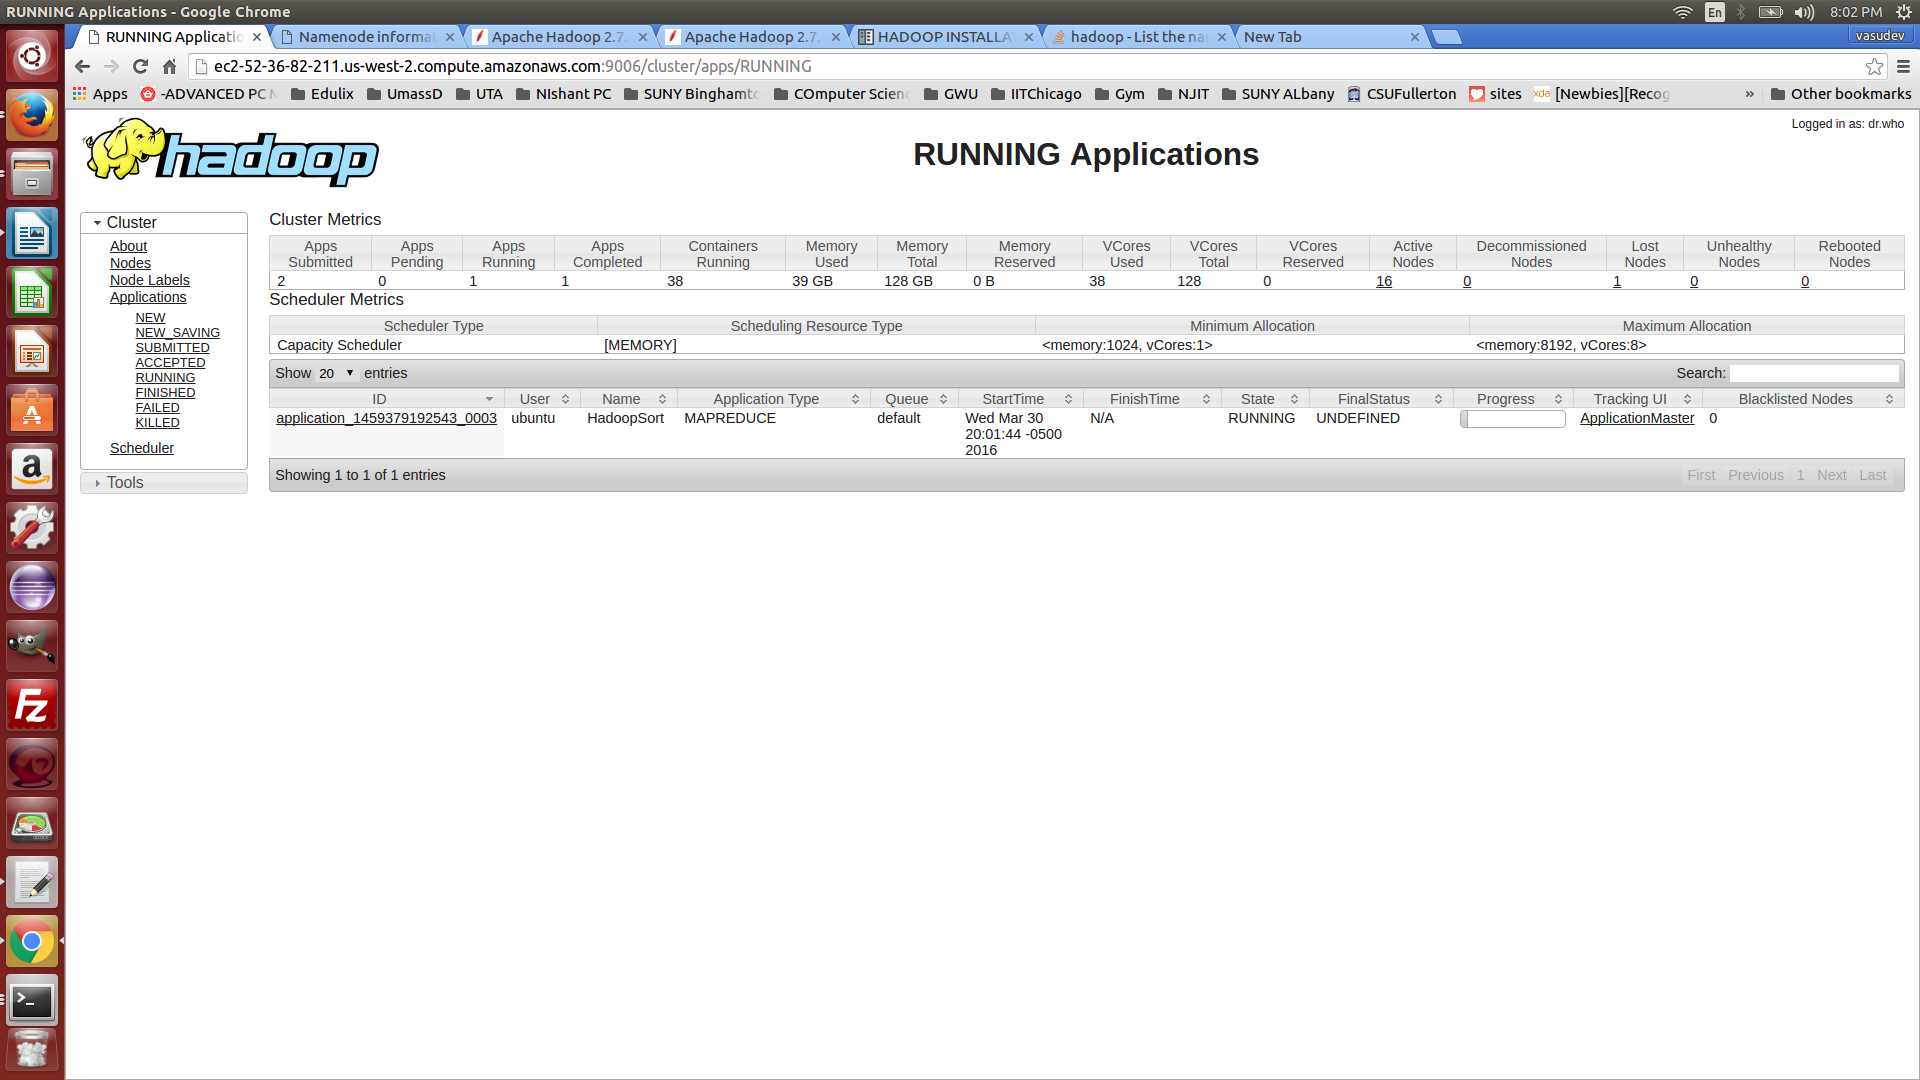 RUNNING Applications - Google Chrome
En
8:02 PM
RUNNING Applicatio
Namenode informat
Apache Hadoop 2.7.
Apache Hadoop 2.7.
HADOOP INSTALLAT
hadoop - List the na
New Tab
vasudev
ec2-52-36-82-211.us-west-2.compute.amazonaws.com:9006/cluster/apps/RUNNING
Apps
-ADVANCED PC M
Edulix
UmassD
UTA
NIshant PC
SUNY Binghamto
COmputer Scienc
GWU
IITChicago
Gym
NJIT
SUNY ALbany
CSUFullerton
sites
xda
[Newbies][Recog
»
Other bookmarks
hadoop
RUNNING Applications
Logged in as: dr.who
Cluster
About
Nodes
Node Labels
Applications
NEW
NEW_SAVING
SUBMITTED
ACCEPTED
RUNNING
FINISHED
FAILED
KILLED
Scheduler
Tools
Cluster Metrics
Apps Submitted Apps Pending Apps Running Apps Completed Containers Running Memory Used Memory Total Memory Reserved VCores Used VCores Total VCores Reserved Active Nodes Decommissioned Nodes Lost Nodes Unhealthy Nodes Rebooted Nodes
2 0 1 1 38 39 GB 128 GB 0 B 38 128 0 16 0 1 0 0
Scheduler Metrics
Scheduler Type Scheduling Resource Type Minimum Allocation Maximum Allocation
Capacity Scheduler [MEMORY] <memory:1024, vCores:1> <memory:8192, vCores:8>
Show 20 entries Search:
ID User Name Application Type Queue StartTime FinishTime State FinalStatus Progress Tracking UI Blacklisted Nodes
application_1459379192543_0003 ubuntu HadoopSort MAPREDUCE default Wed Mar 30 N/A RUNNING UNDEFINED ApplicationMaster 0
20:01:44 -0500
2016
Showing 1 to 1 of 1 entries First Previous 1 Next Last